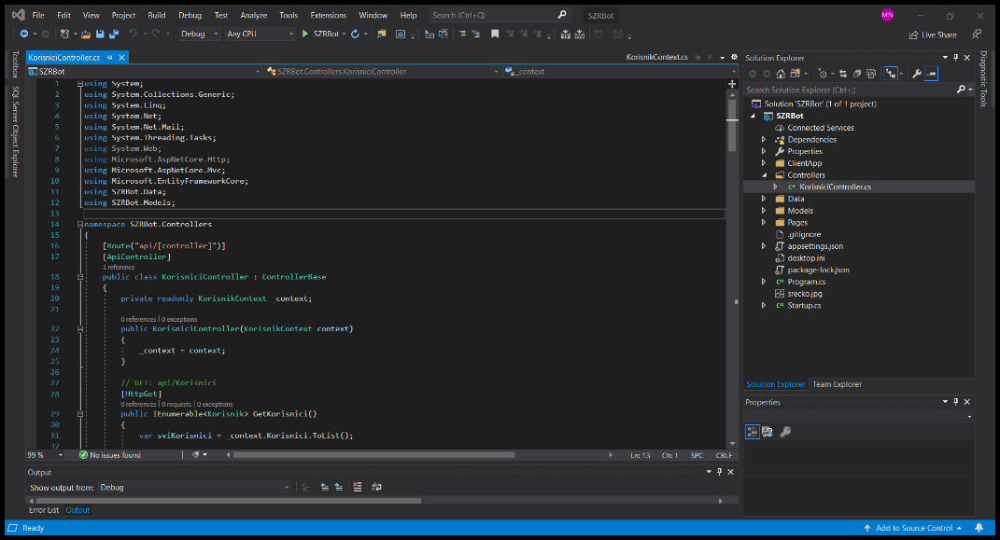 File Edit View Project Build Debug Test Analyze Tools Extensions Window Help Search (Ctrl+Q) SZRBot MN
Debug Any CPU SZRBot Live Share
KorisniciController.cs KorisnikContext.cs
SZRBot SZRBot.Controllers.KorisniciController _context
Toolbox
SQL Server Object Explorer
1 using System;
2 using System.Collections.Generic;
3 using System.Linq;
4 using System.Net;
5 using System.Net.Mail;
6 using System.Threading.Tasks;
7 using System.Web;
8 using Microsoft.AspNetCore.Http;
9 using Microsoft.AspNetCore.Mvc;
10 using Microsoft.EntityFrameworkCore;
11 using SZRBot.Data;
12 using SZRBot.Models;
13
14 namespace SZRBot.Controllers
15 {
16 [Route("api/[controller]")]
17 [ApiController]
1 reference
18 public class KorisniciController : ControllerBase
19 {
20 private readonly KorisnikContext _context;
21
0 references | 0 exceptions
22 public KorisniciController(KorisnikContext context)
23 {
24 _context = context;
25 }
26
27 // GET: api/Korisnici
28 [HttpGet]
0 references | 0 requests | 0 exceptions
29 public IEnumerable<Korisnik> GetKorisnici()
30 {
31 var sviKorisnici = _context.Korisnici.ToList();
32
99 % No issues found Ln: 13 Ch: 1 SPC CRLF
Output
Show output from: Debug
Error List Output
Solution Explorer
Search Solution Explorer (Ctrl+;)
Solution 'SZRBot' (1 of 1 project)
SZRBot
Connected Services
Dependencies
Properties
ClientApp
Controllers
C# KorisniciController.cs
Data
Models
Pages
.gitignore
appsettings.json
desktop.ini
package-lock.json
C# Program.cs
srecko.jpg
C# Startup.cs
Solution Explorer Team Explorer
Properties
Diagnostic Tools
Ready Add to Source Control